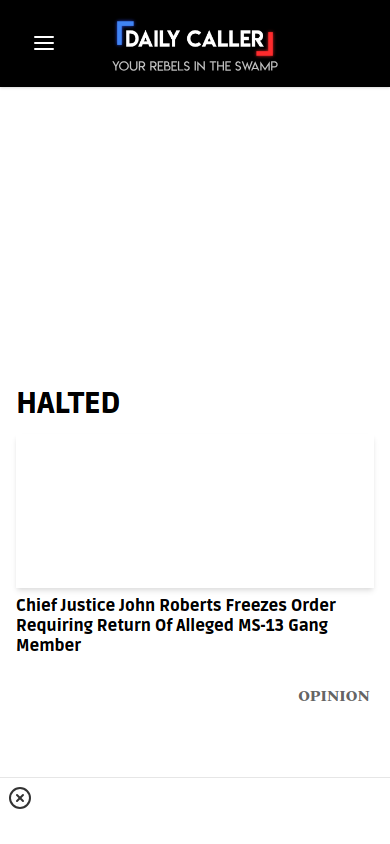 DAILY CALLER
YOUR REBELS IN THE SWAMP
HALTED
Chief Justice John Roberts Freezes Order
Requiring Return Of Alleged MS-13 Gang
Member
OPINION